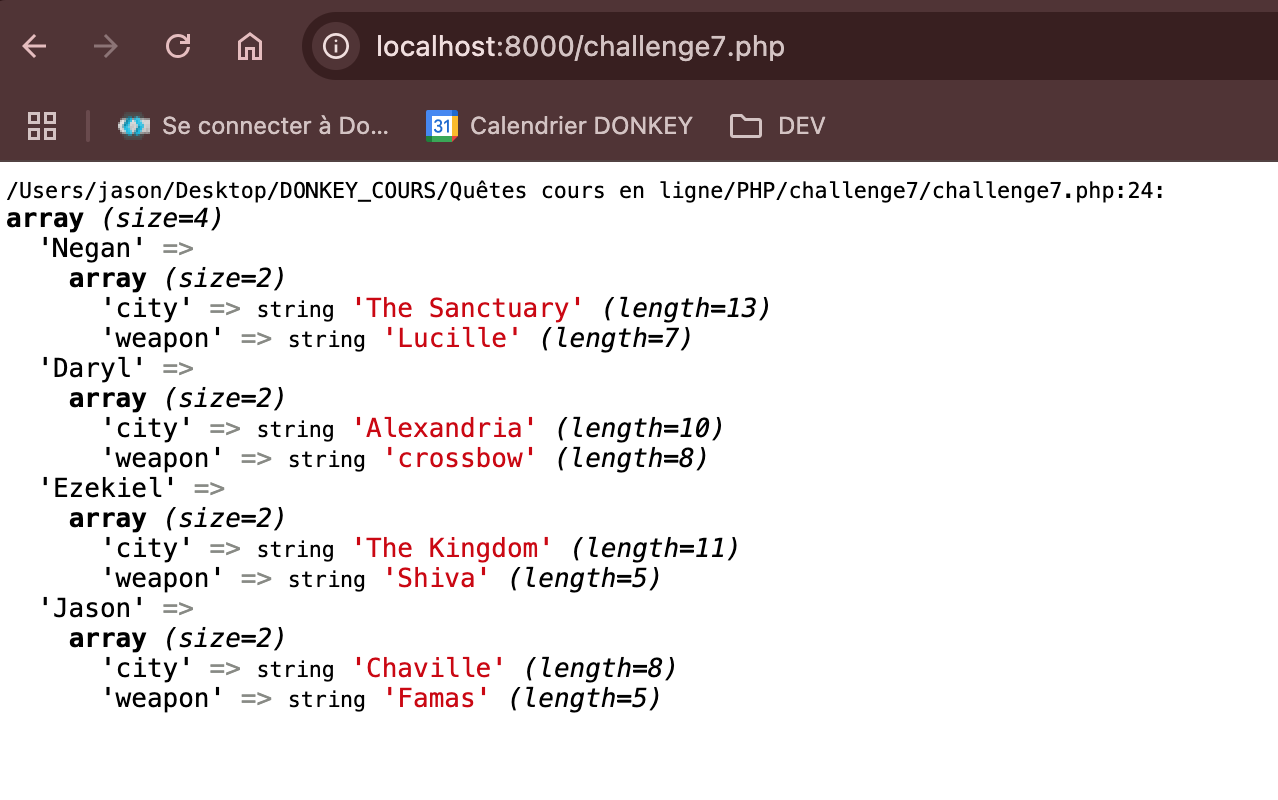 localhost:8000/challenge7.php
Se connecter à Do... 31 Calendrier DONKEY DEV
/Users/jason/Desktop/DONKEY_COURS/Quêtes cours en ligne/PHP/challenge7/challenge7.php:24:
array (size=4)
  'Negan' =>
    array (size=2)
      'city' => string 'The Sanctuary' (length=13)
      'weapon' => string 'Lucille' (length=7)
  'Daryl' =>
    array (size=2)
      'city' => string 'Alexandria' (length=10)
      'weapon' => string 'crossbow' (length=8)
  'Ezekiel' =>
    array (size=2)
      'city' => string 'The Kingdom' (length=11)
      'weapon' => string 'Shiva' (length=5)
  'Jason' =>
    array (size=2)
      'city' => string 'Chaville' (length=8)
      'weapon' => string 'Famas' (length=5)